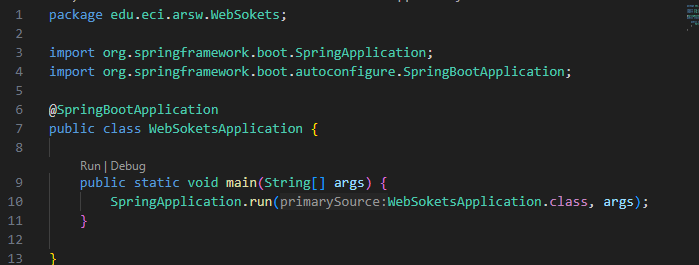 1 package edu.eci.arsw.WebSokets;
2
3 import org.springframework.boot.SpringApplication;
4 import org.springframework.boot.autoconfigure.SpringBootApplication;
5
6 @SpringBootApplication
7 public class WebSoketsApplication {
8
Run | Debug
9 public static void main(String[] args) {
10 SpringApplication.run(primarySource:WebSoketsApplication.class, args);
11 }
12
13 }